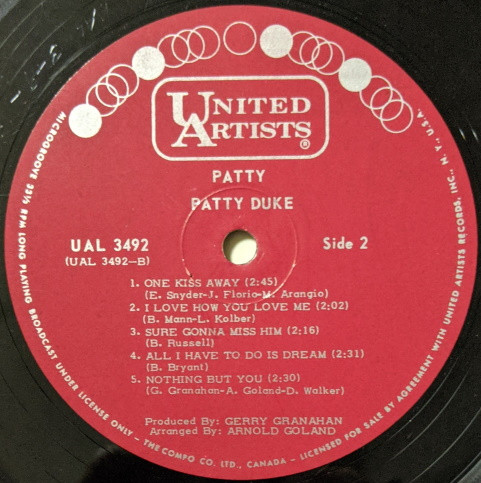 UNITED
ARTISTS®
PATTY
PATTY DUKE
UAL 3492
(UAL 3492-B)
Side 2
1. ONE KISS AWAY (2:45)
(E. Snyder-J. Florio-M. Arangio)
2. I LOVE HOW YOU LOVE ME (2:02)
(B. Mann-L. Kolber)
3. SURE GONNA MISS HIM (2:16)
(B. Russell)
4. ALL I HAVE TO DO IS DREAM (2:31)
(B. Bryant)
5. NOTHING BUT YOU (2:30)
(G. Granahan-A. Goland-D. Walker)
Produced By: GERRY GRANAHAN
Arranged By: ARNOLD GOLAND
MICROGROOVE 33⅓ RPM LONG PLAYING BROADCAST UNDER LICENSE ONLY - THE COMPO CO. LTD., CANADA - LICENSED FOR SALE BY AGREEMENT WITH UNITED ARTISTS RECORDS, INC., N. Y., U.S.A.